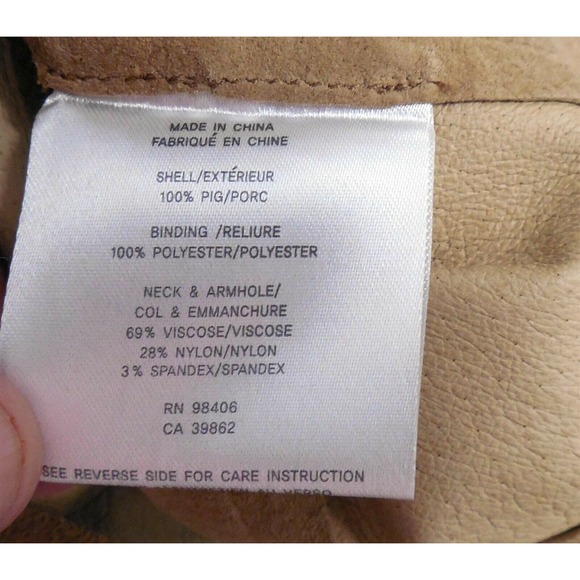 MADE IN CHINA
FABRIQUÉ EN CHINE
SHELL/EXTÉRIEUR
100% PIG/PORC
BINDING /RELIURE
100% POLYESTER/POLYESTER
NECK & ARMHOLE/
COL & EMMANCHURE
69% VISCOSE/VISCOSE
28% NYLON/NYLON
3% SPANDEX/SPANDEX
RN 98406
CA 39862
SEE REVERSE SIDE FOR CARE INSTRUCTION
AU VERSO